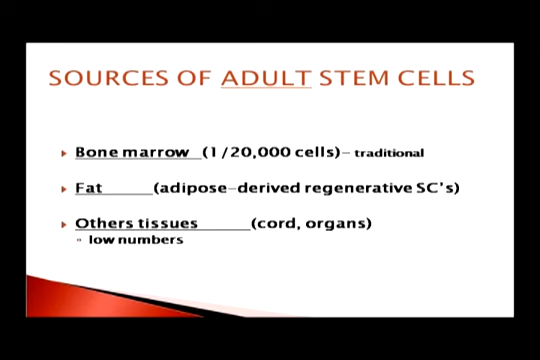 SOURCES OF ADULT STEM CELLS
Bone marrow (1/20,000 cells)– traditional
Fat (adipose-derived regenerative SC's)
Others tissues (cord, organs)
low numbers